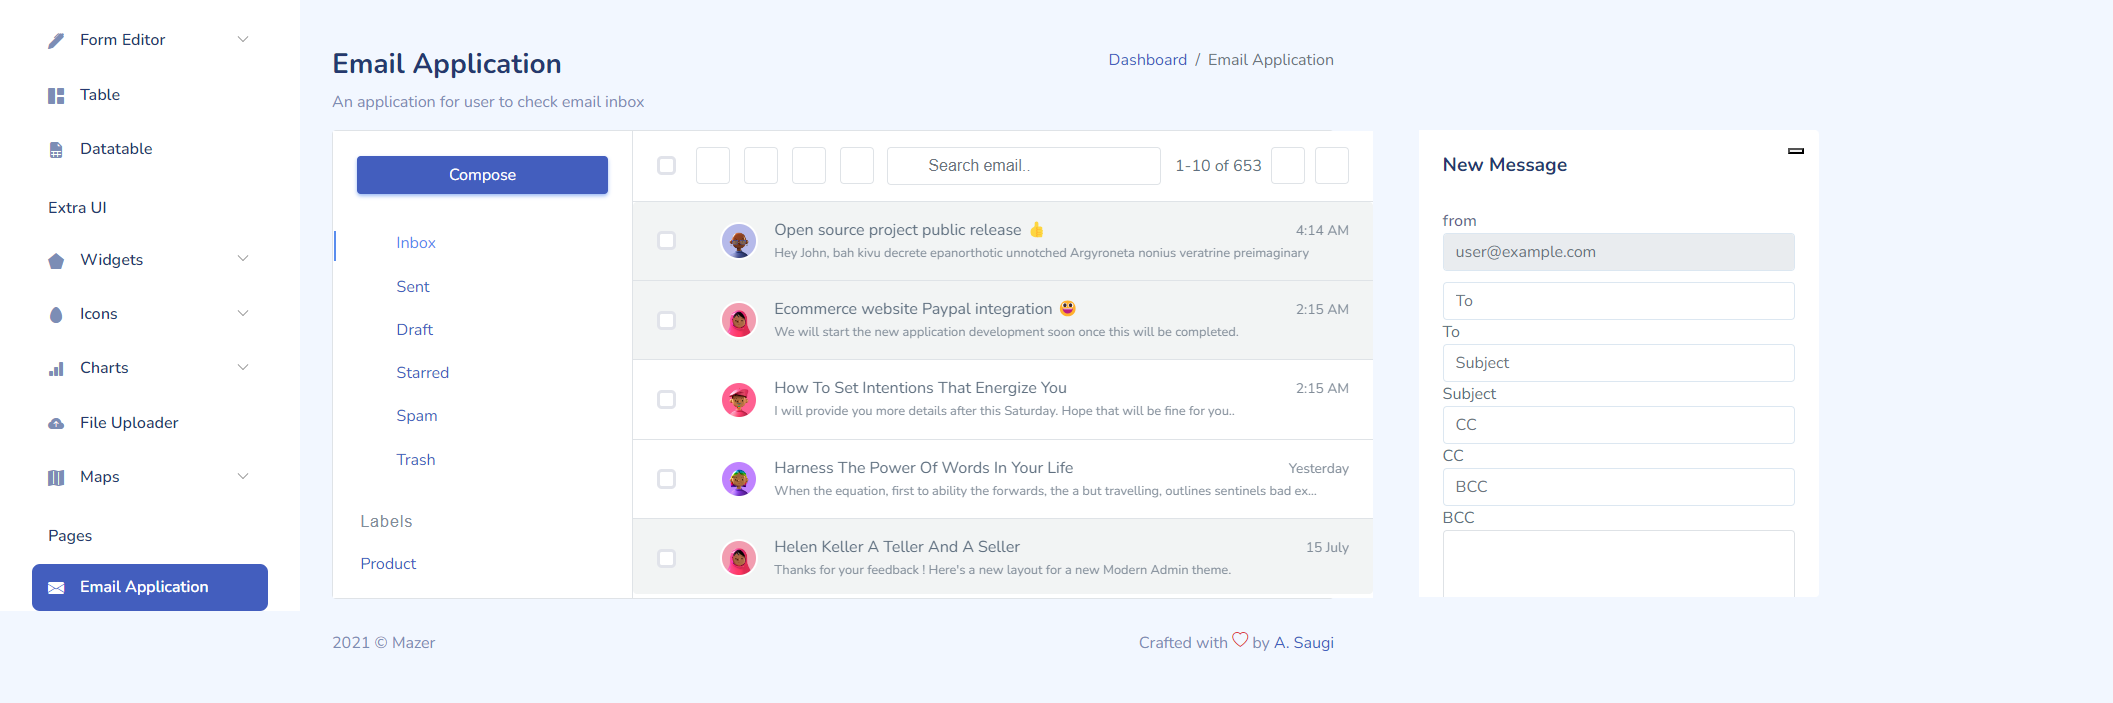 Form Editor
Table
Datatable
Extra UI
Widgets
Icons
Charts
File Uploader
Maps
Pages
Email Application
Email Application
An application for user to check email inbox
Dashboard / Email Application
Compose
Inbox
Sent
Draft
Starred
Spam
Trash
Labels
Product
Search email..
1-10 of 653
Open source project public release 👍
4:14 AM
Hey John, bah kivu decrete epanorthotic unnotched Argyroneta nonius veratrine preimaginary
Ecommerce website Paypal integration 😃
2:15 AM
We will start the new application development soon once this will be completed.
How To Set Intentions That Energize You
2:15 AM
I will provide you more details after this Saturday. Hope that will be fine for you..
Harness The Power Of Words In Your Life
Yesterday
When the equation, first to ability the forwards, the a but travelling, outlines sentinels bad ex...
Helen Keller A Teller And A Seller
15 July
Thanks for your feedback ! Here's a new layout for a new Modern Admin theme.
New Message
from
user@example.com
To
To
Subject
Subject
CC
CC
BCC
BCC
2021 © Mazer
Crafted with ♡ by A. Saugi